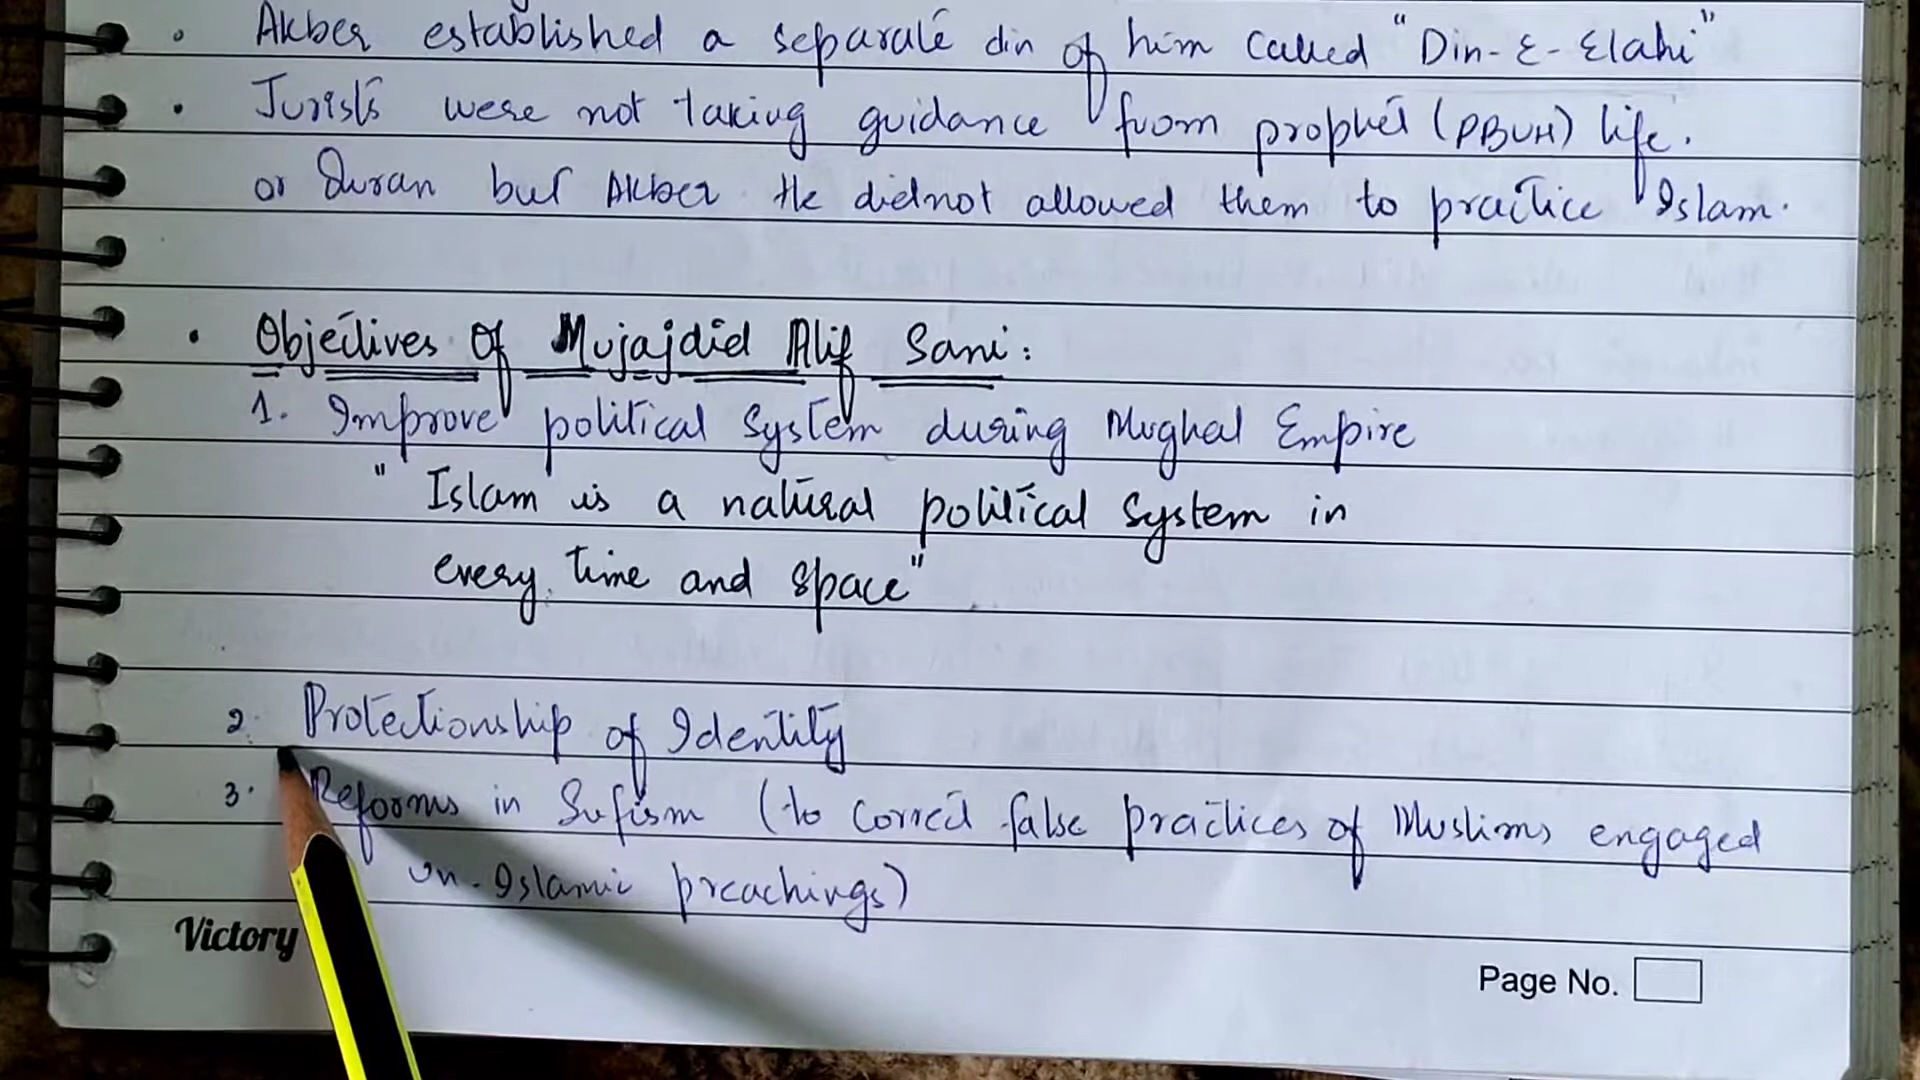 Akber established a separate din of him called "Din-E-Elahi"
Jurists were not taking guidance from prophet (PBUH) life.
or Quran but Akber He didnot allowed them to practice Islam.
Objectives Of Mujajdid Alif Sani:
1. Improve political System during Mughal Empire
" Islam is a natural political System in
every time and space"
2. Protectionship of Identity
3. Reforms in Sufism (to correct false practices of Muslims engaged
un-Islamic preachings)
Victory
Page No.